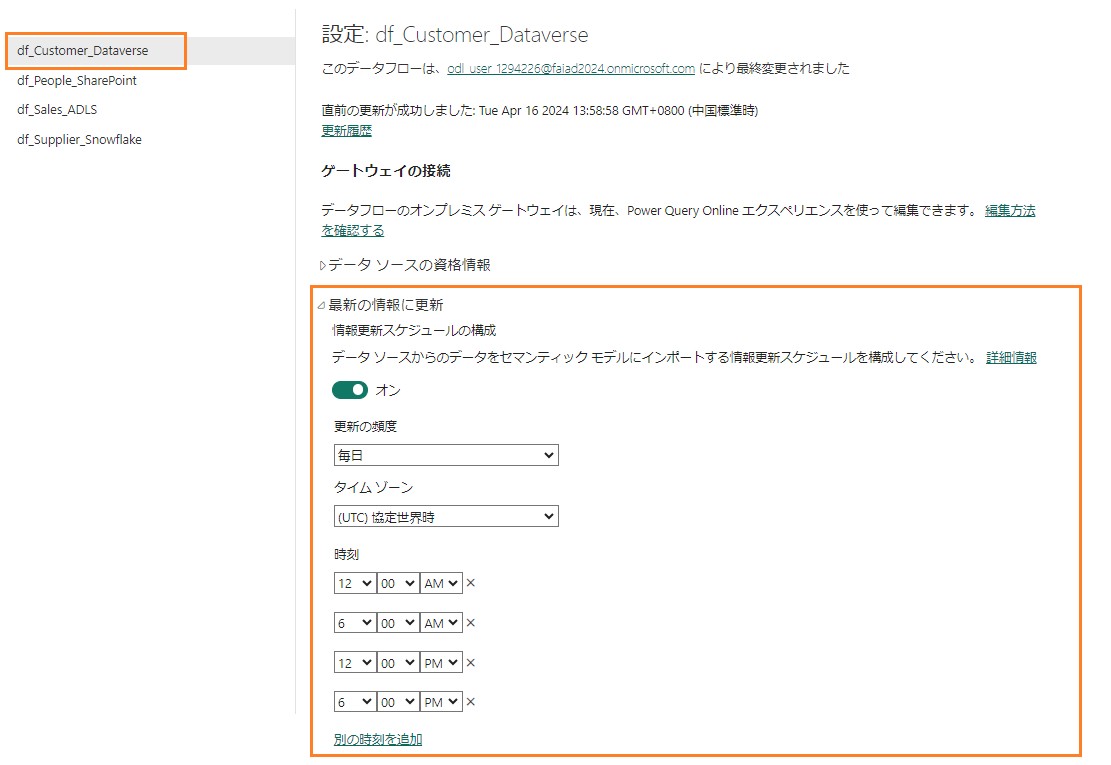 df_Customer_Dataverse
df_People_SharePoint
df_Sales_ADLS
df_Supplier_Snowflake
設定: df_Customer_Dataverse
このデータフローは、odl_user_1294226@faiad2024.onmicrosoft.com により最終変更されました
直前の更新が成功しました: Tue Apr 16 2024 13:58:58 GMT+0800 (中国標準時)
更新履歴
ゲートウェイの接続
データフローのオンプレミス ゲートウェイは、現在、Power Query Online エクスペリエンスを使って編集できます。 編集方法
を確認する
データ ソースの資格情報
最新の情報に更新
情報更新スケジュールの構成
データ ソースからのデータをセマンティック モデルにインポートする情報更新スケジュールを構成してください。 詳細情報
オン
更新の頻度
毎日
タイム ゾーン
(UTC) 協定世界時
時刻
12 00 AM ×
6 00 AM ×
12 00 PM ×
6 00 PM ×
別の時刻を追加